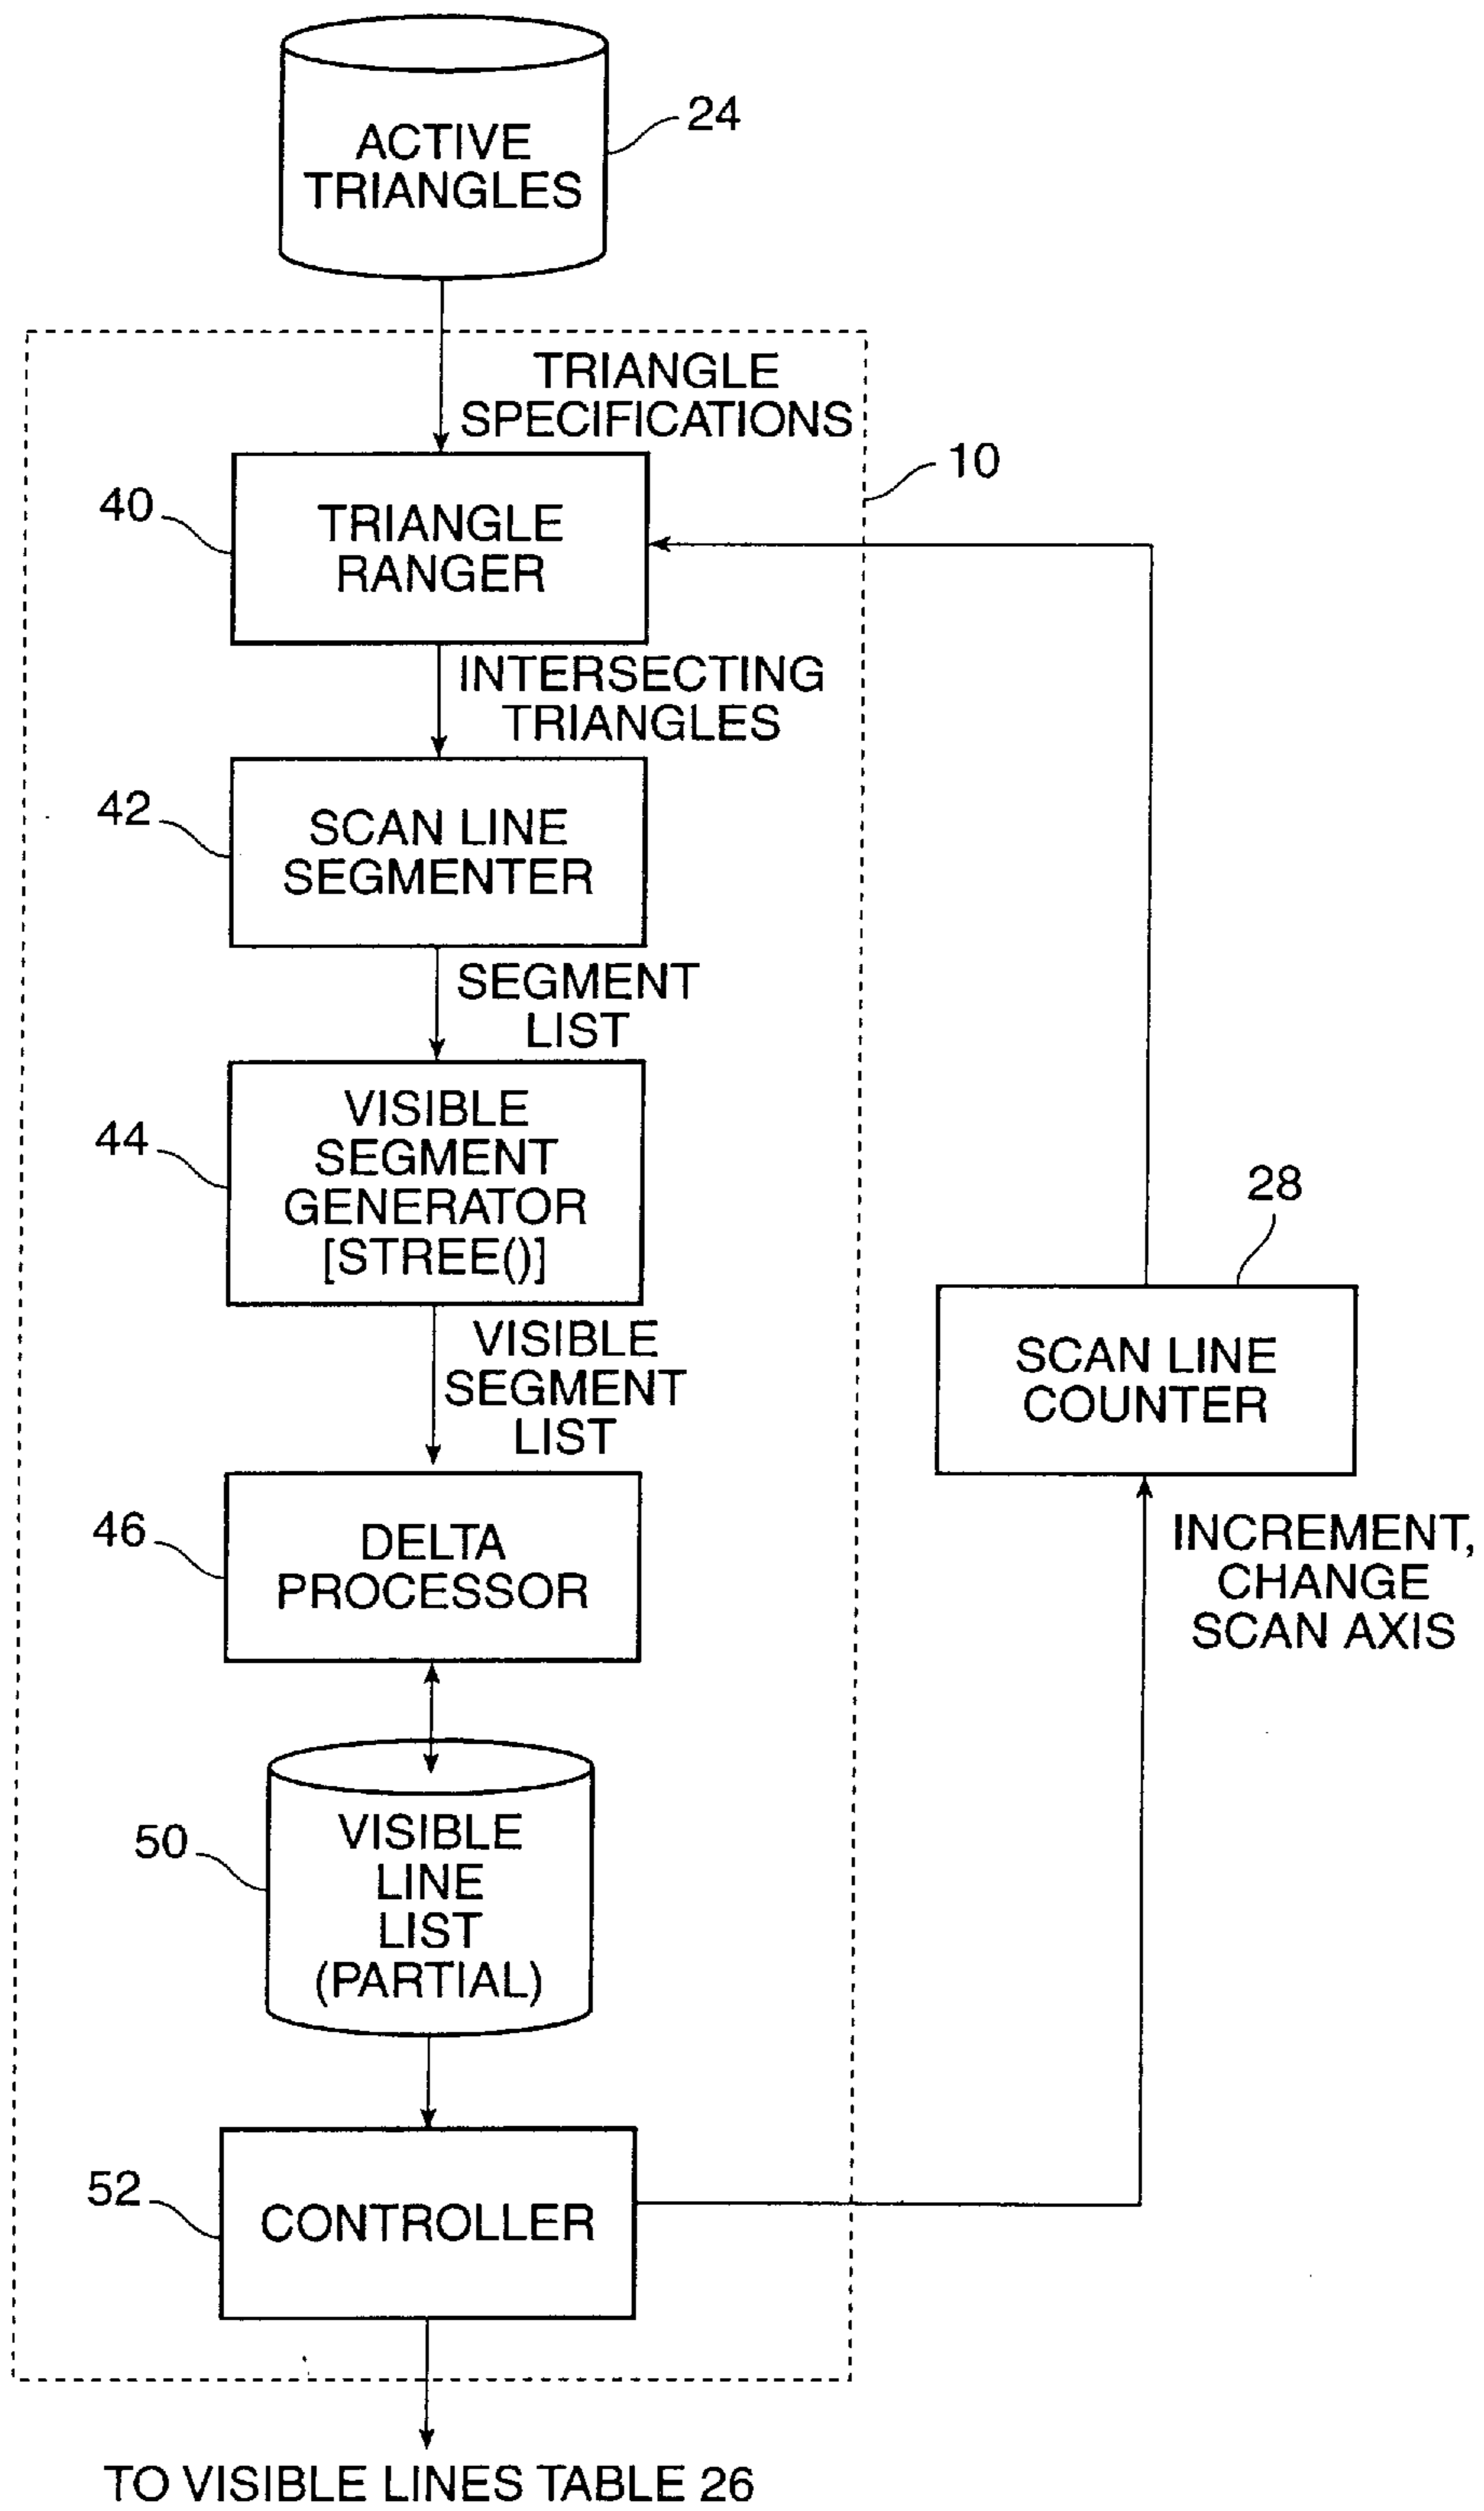 ACTIVE
TRIANGLES
24
TRIANGLE
SPECIFICATIONS
10
40
TRIANGLE
RANGER
INTERSECTING
TRIANGLES
42
SCAN LINE
SEGMENTER
SEGMENT
LIST
44
VISIBLE
SEGMENT
GENERATOR
[STREE()]
28
SCAN LINE
COUNTER
VISIBLE
SEGMENT
LIST
46
DELTA
PROCESSOR
INCREMENT,
CHANGE
SCAN AXIS
50
VISIBLE
LINE
LIST
(PARTIAL)
52
CONTROLLER
TO VISIBLE LINES TABLE 26